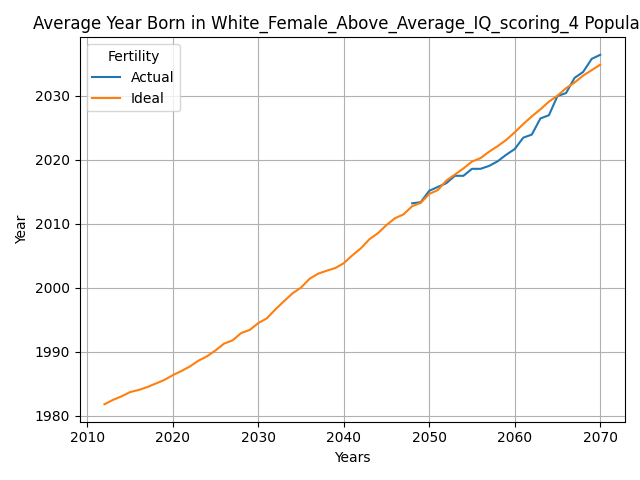 Average Year Born in White_Female_Above_Average_IQ_scoring_4 Popula
Fertility
Actual
Ideal
2030
2020
2010
2000
1990
1980
Year
2010 2020 2030 2040 2050 2060 2070
Years